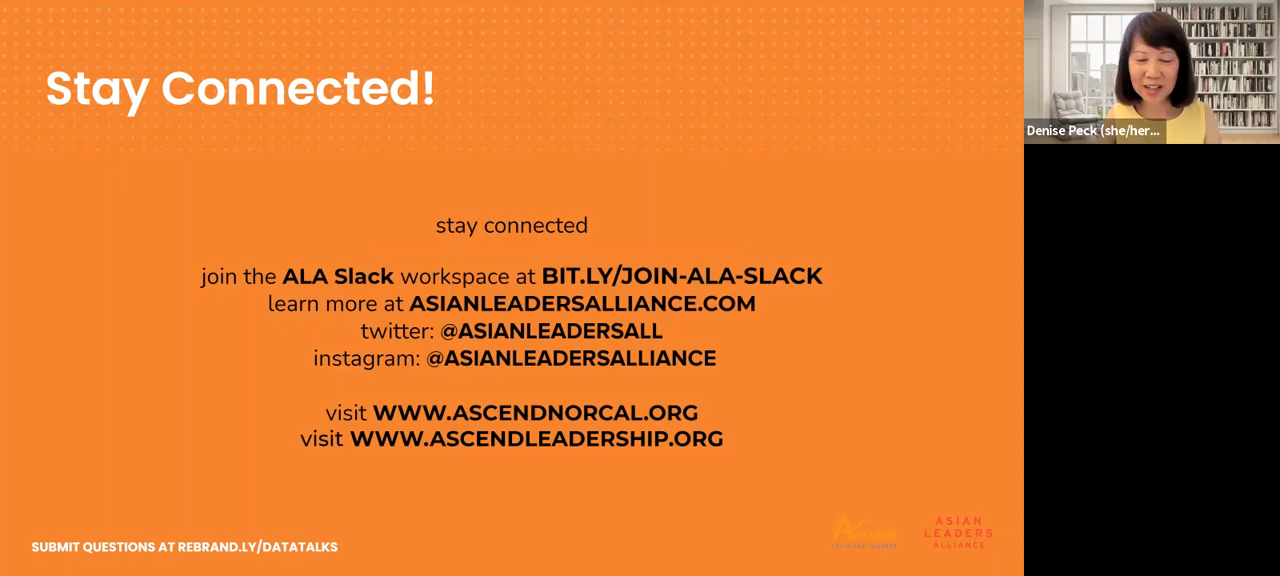 Stay Connected!
Denise Peck (she/her...
stay connected
join the ALA Slack workspace at BIT.LY/JOIN-ALA-SLACK
learn more at ASIANLEADERSALLIANCE.COM
twitter: @ASIANLEADERSALL
instagram: @ASIANLEADERSALLIANCE
visit WWW.ASCENDNORCAL.ORG
visit WWW.ASCENDLEADERSHIP.ORG
SUBMIT QUESTIONS AT REBRAND.LY/DATATALKS
Ascend
ASIAN
LEADERS
ALLIANCE